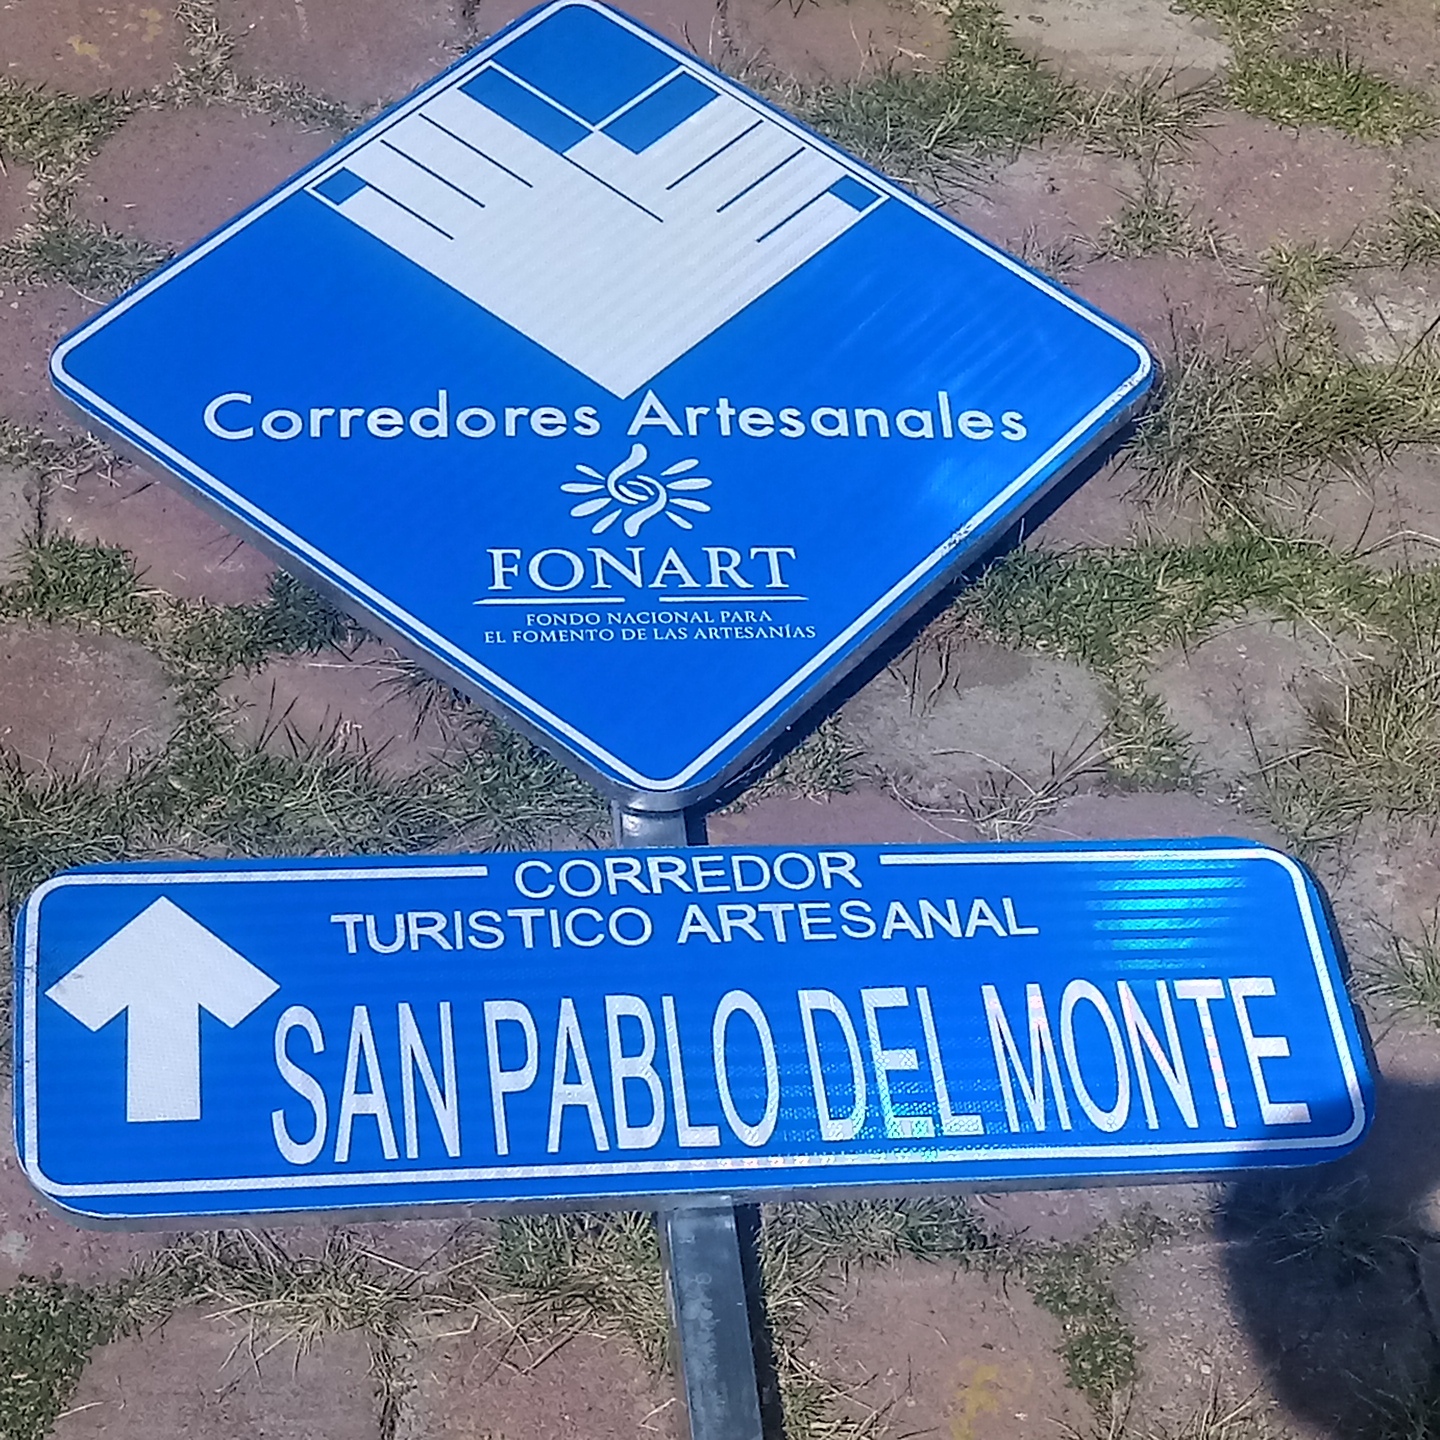 Corredores Artesanales
FONART
FONDO NACIONAL PARA
EL FOMENTO DE LAS ARTESANÍAS
CORREDOR
TURISTICO ARTESANAL
SAN PABLO DEL MONTE